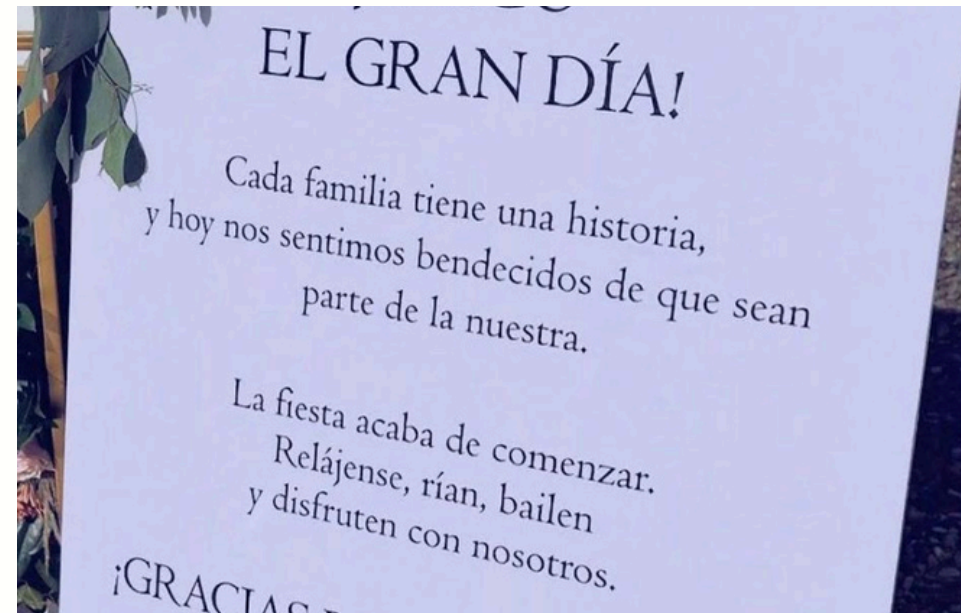 EL GRAN DÍA!
Cada familia tiene una historia,
y hoy nos sentimos bendecidos de que sean
parte de la nuestra.
La fiesta acaba de comenzar.
Relájense, rían, bailen
y disfruten con nosotros.
¡GRACIAS